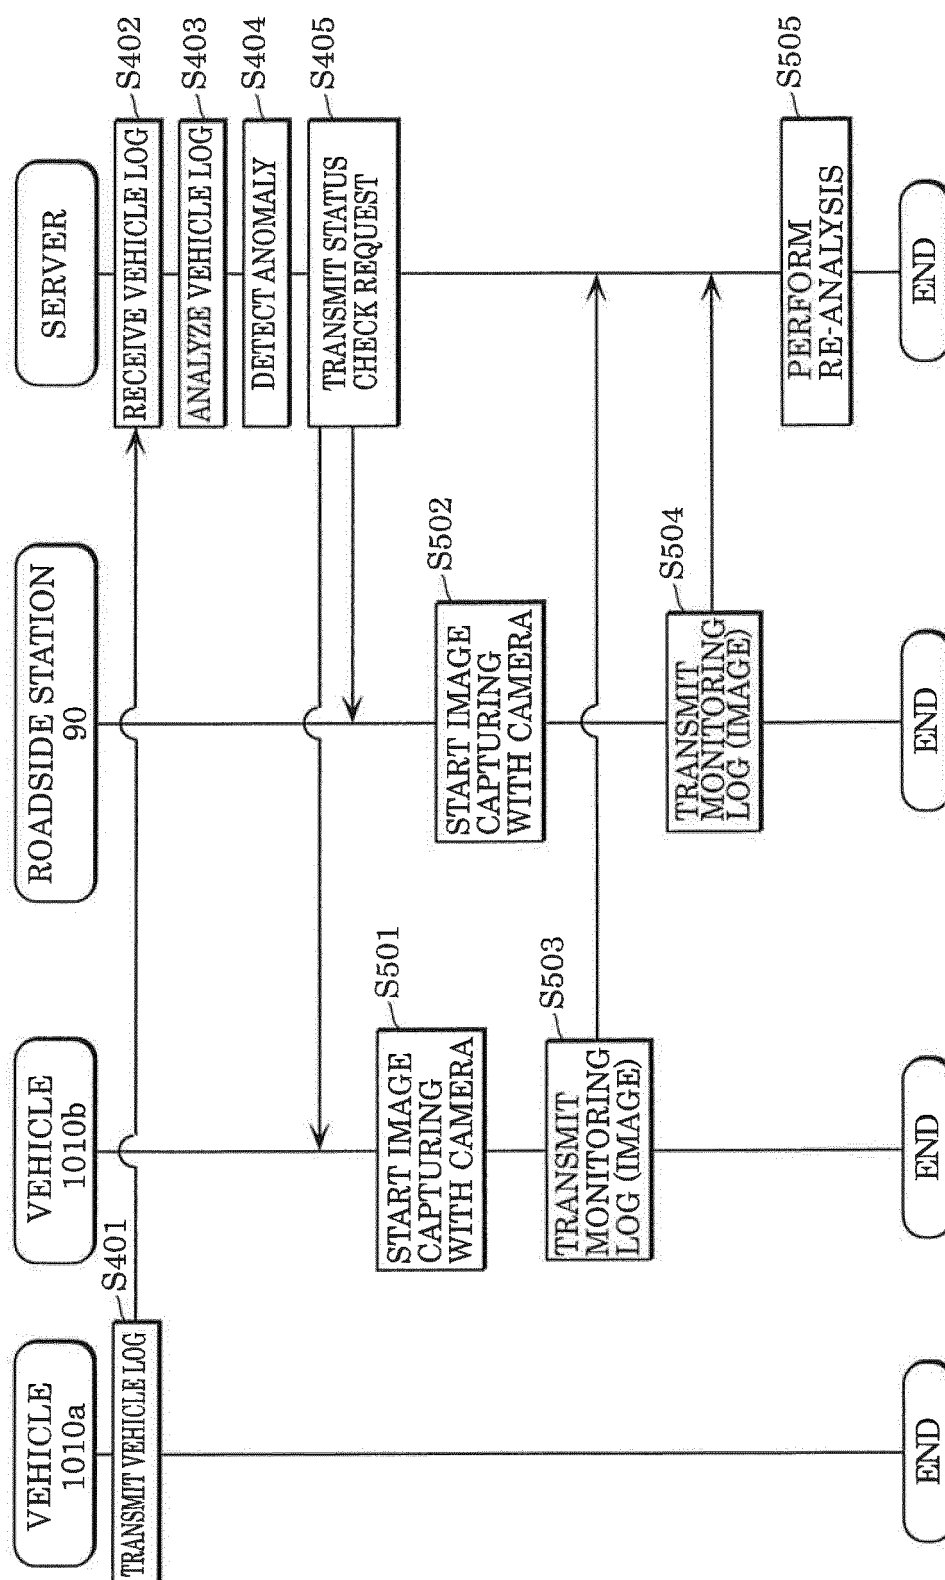 VEHICLE
1010a
VEHICLE
1010b
ROADSIDE STATION
90
SERVER
S401
TRANSMIT VEHICLE LOG
S402
RECEIVE VEHICLE LOG
S403
ANALYZE VEHICLE LOG
S404
DETECT ANOMALY
S405
TRANSMIT STATUS
CHECK REQUEST
S501
START IMAGE
CAPTURING
WITH CAMERA
S502
START IMAGE
CAPTURING
WITH CAMERA
S503
TRANSMIT
MONITORING
LOG (IMAGE)
S504
TRANSMIT
MONITORING
LOG (IMAGE)
S505
PERFORM
RE-ANALYSIS
END
END
END
END